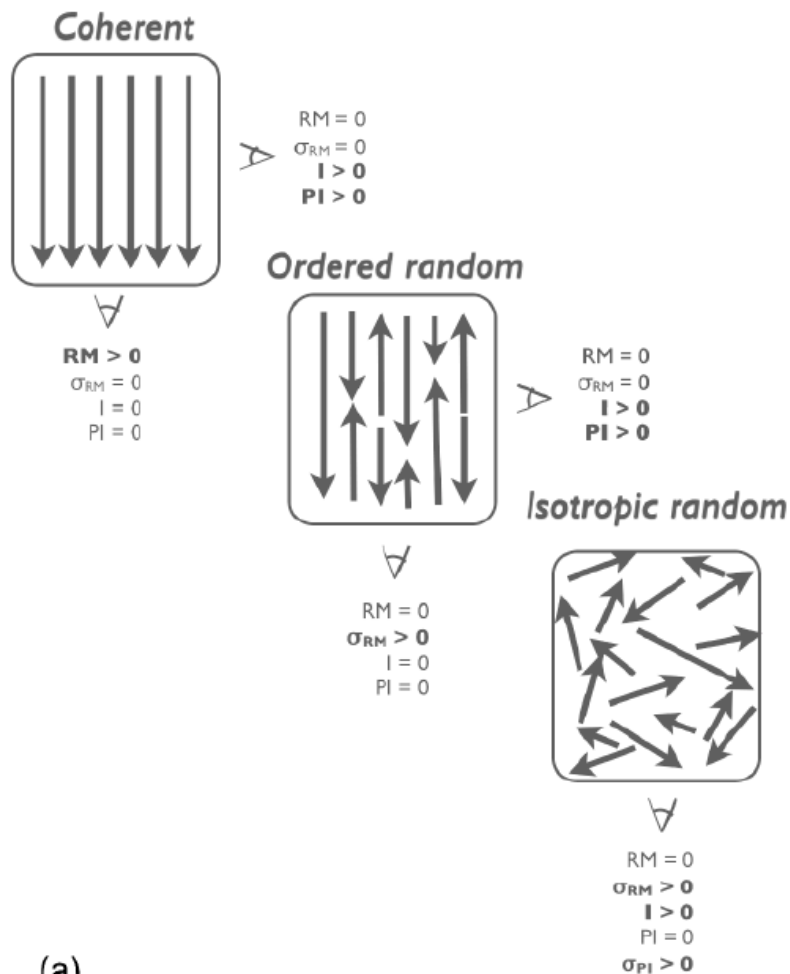 Coherent
RM = 0
σRM = 0
I > 0
PI > 0
RM > 0
σRM = 0
I = 0
PI = 0
Ordered random
RM = 0
σRM = 0
I > 0
PI > 0
RM = 0
σRM > 0
I = 0
PI = 0
Isotropic random
RM = 0
σRM > 0
I > 0
PI = 0
σPI > 0
(a)